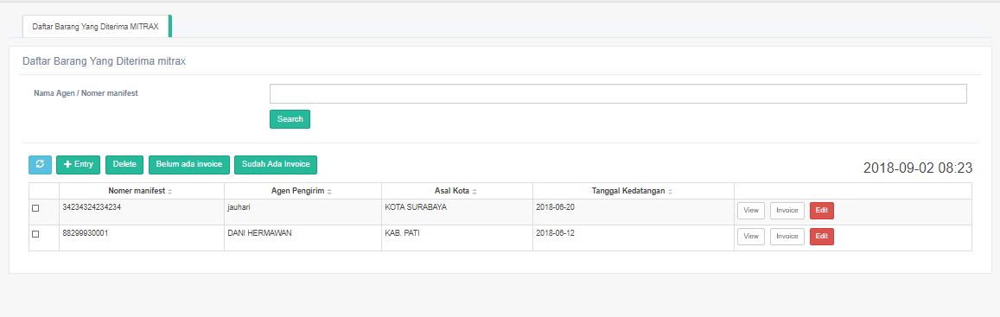 Daftar Barang Yang Diterima MITRAX
Daftar Barang Yang Diterima mitrax
Nama Agen / Nomer manifest
Search
Entry Delete Belum ada invoice Sudah Ada Invoice
2018-09-02 08:23
Nomer manifest Agen Pengirim Asal Kota Tanggal Kedatangan
34234324234234 jauhari KOTA SURABAYA 2018-06-20 View Invoice Edit
88299930001 DANI HERMAWAN KAB. PATI 2018-06-12 View Invoice Edit